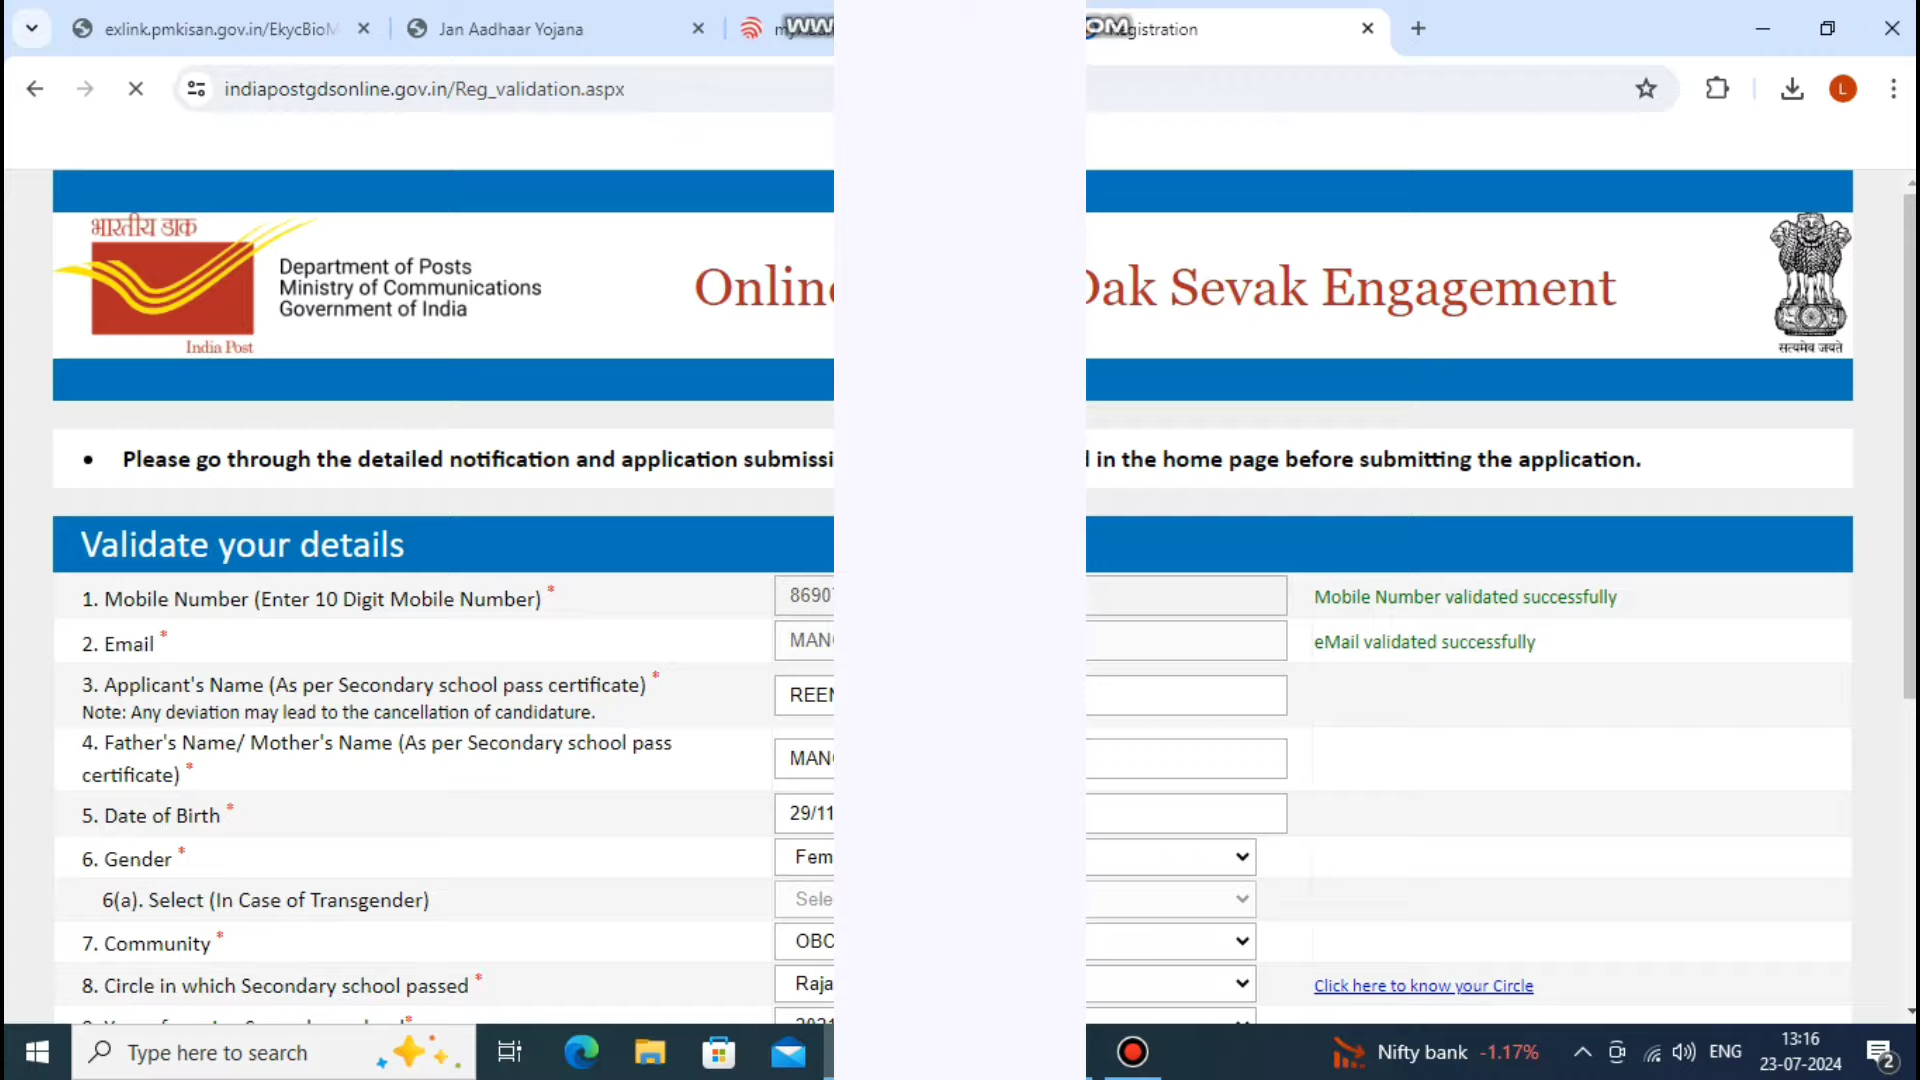 exlink.pmkisan.gov.in/EkycBio
Jan Aadhaar Yojana
gistration
indiapostgdsonline.gov.in/Reg_validation.aspx
L
भारतीय डाक
India Post
Department of Posts
Ministry of Communications
Government of India
Dak Sevak Engagement
सत्यमेव जयते
Please go through the detailed notification and application submissi
in the home page before submitting the application.
Validate your details
1. Mobile Number (Enter 10 Digit Mobile Number) *
8690
Mobile Number validated successfully
2. Email *
MAN
eMail validated successfully
3. Applicant's Name (As per Secondary school pass certificate) *
Note: Any deviation may lead to the cancellation of candidature.
REE
4. Father's Name/ Mother's Name (As per Secondary school pass
certificate) *
MAN
5. Date of Birth *
29/11
6. Gender *
Fem
6(a). Select (In Case of Transgender)
Sele
7. Community *
OBC
8. Circle in which Secondary school passed *
Raja
Click here to know your Circle
Type here to search
Nifty bank -1.17%
ENG
13:16
23-07-2024
2